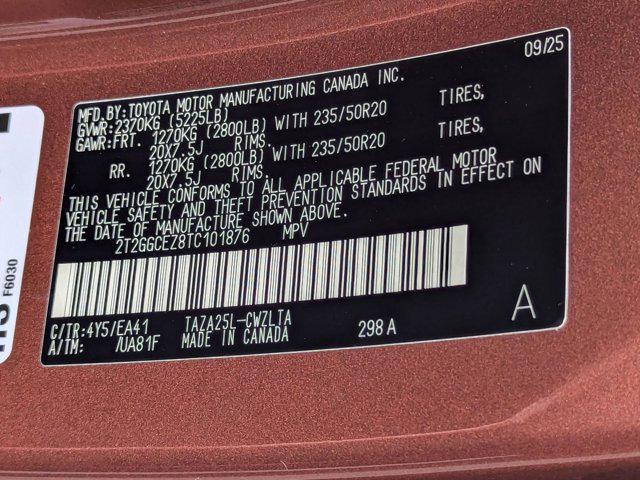 09/25
MFD.BY:TOYOTA MOTOR MANUFACTURING CANADA INC.
GVWR:2370KG (5225LB)
GAWR:FRT. 1270KG (2800LB) WITH 235/50R20 TIRES,
20X7.5J RIMS.
RR. 1270KG (2800LB) WITH 235/50R20 TIRES,
20X7.5J RIMS.
THIS VEHICLE CONFORMS TO ALL APPLICABLE FEDERAL MOTOR
VEHICLE SAFETY AND THEFT PREVENTION STANDARDS IN EFFECT ON
THE DATE OF MANUFACTURE SHOWN ABOVE.
2T2GGCEZ8TC101876 MPV
C/TR:4Y5/EA41 TAZA25L-CWZLTA 298A
A/TM: /UA81F MADE IN CANADA
A
F6030